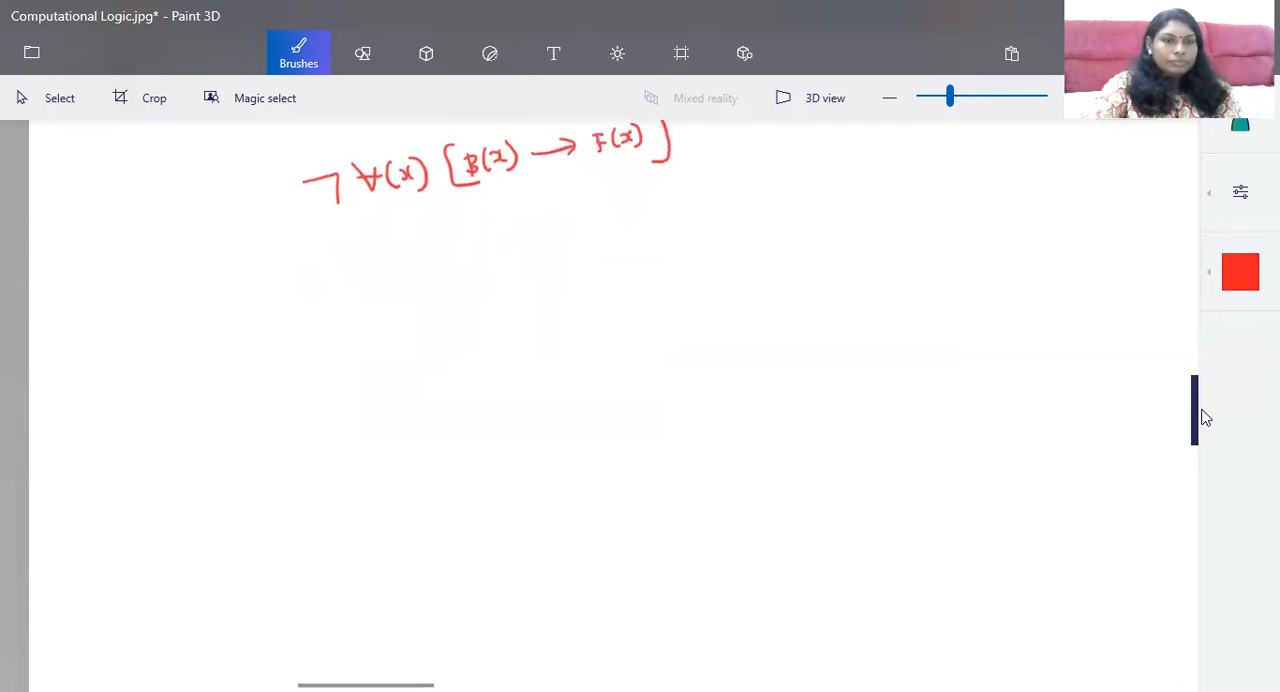 Computational Logic.jpg* - Paint 3D
Brushes
Select
Crop
Magic select
Mixed reality
3D view
¬ ∀(x) [B(x) → F(x)]